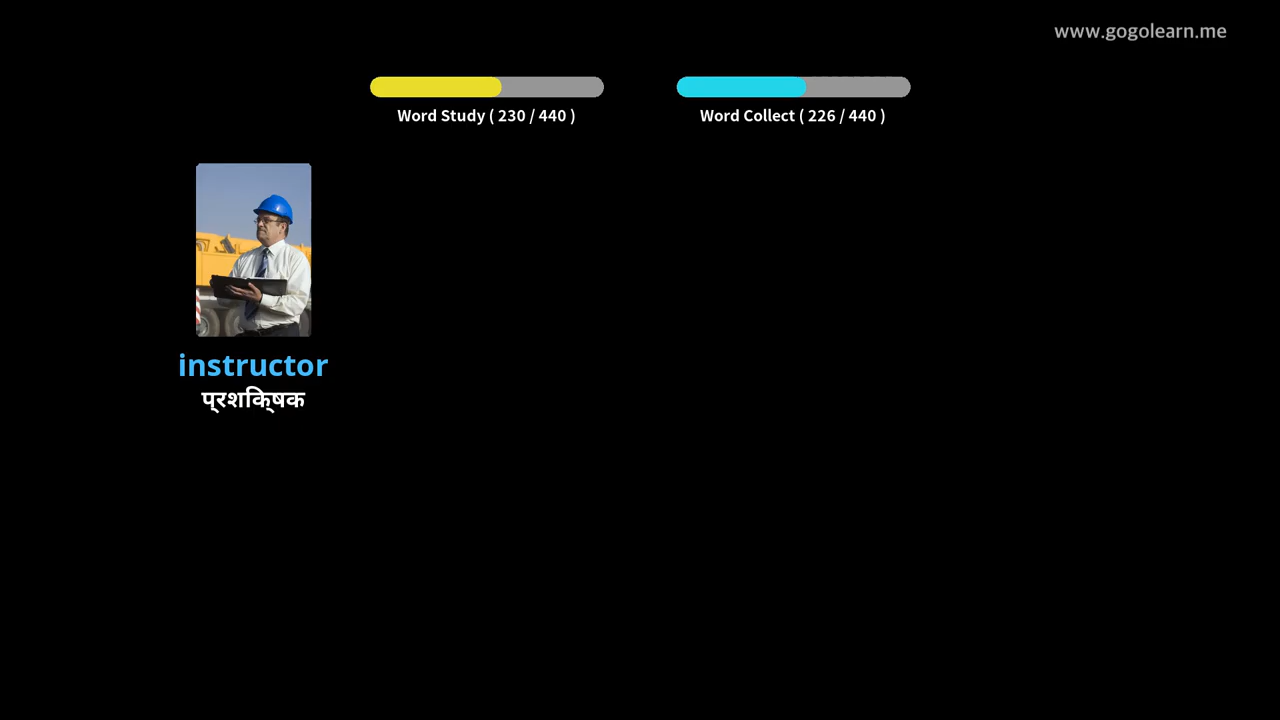 www.gogolearn.me
Word Study ( 230 / 440 )
Word Collect ( 226 / 440 )
instructor
प्रशिक्षक